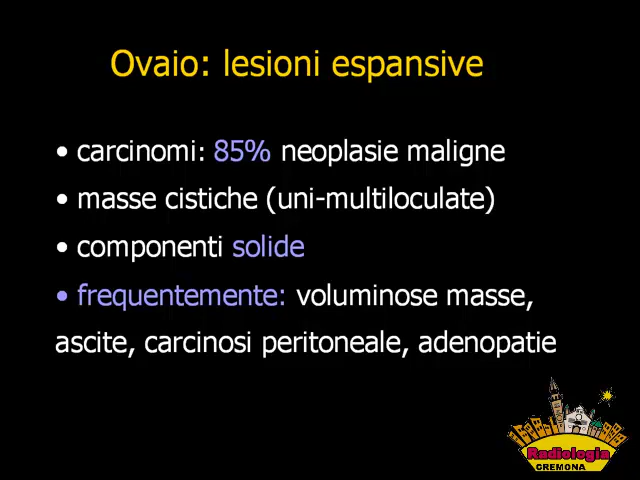 Ovaio: lesioni espansive
• carcinomi: 85% neoplasie maligne
• masse cistiche (uni-multiloculate)
• componenti solide
• frequentemente: voluminose masse,
ascite, carcinosi peritoneale, adenopatie
Radiologia
CREMONA